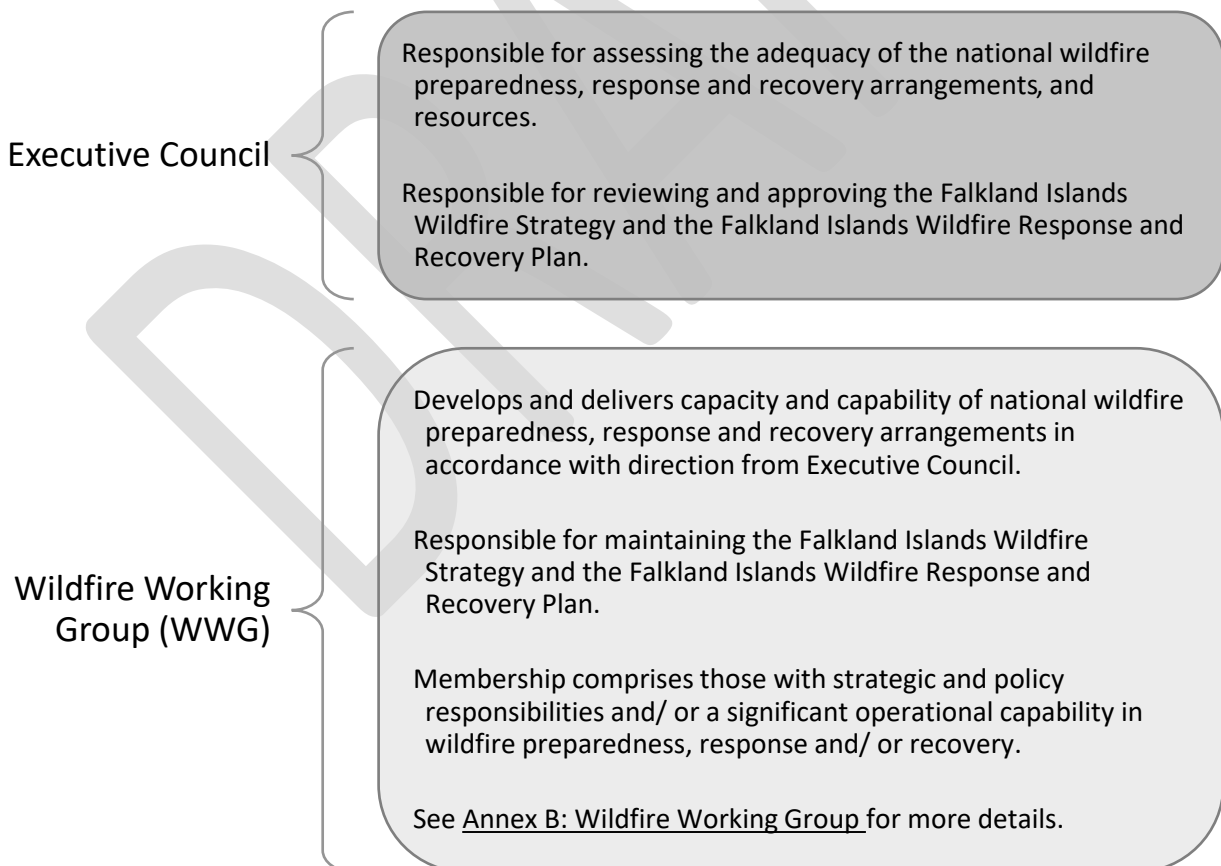 Executive Council
Responsible for assessing the adequacy of the national wildfire
preparedness, response and recovery arrangements, and
resources.
Responsible for reviewing and approving the Falkland Islands
Wildfire Strategy and the Falkland Islands Wildfire Response and
Recovery Plan.
Wildfire Working
Group (WWG)
Develops and delivers capacity and capability of national wildfire
preparedness, response and recovery arrangements in
accordance with direction from Executive Council.
Responsible for maintaining the Falkland Islands Wildfire
Strategy and the Falkland Islands Wildfire Response and
Recovery Plan.
Membership comprises those with strategic and policy
responsibilities and/ or a significant operational capability in
wildfire preparedness, response and/ or recovery.
See Annex B: Wildfire Working Group for more details.